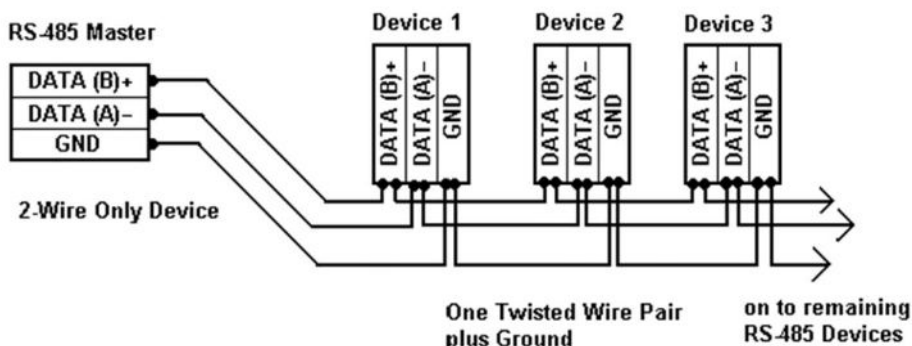 RS-485 Master
DATA (B)+
DATA (A)−
GND
2-Wire Only Device
Device 1
DATA (B)+
DATA (A)−
GND
Device 2
DATA (B)+
DATA (A)−
GND
Device 3
DATA (B)+
DATA (A)−
GND
One Twisted Wire Pair
plus Ground
on to remaining
RS-485 Devices